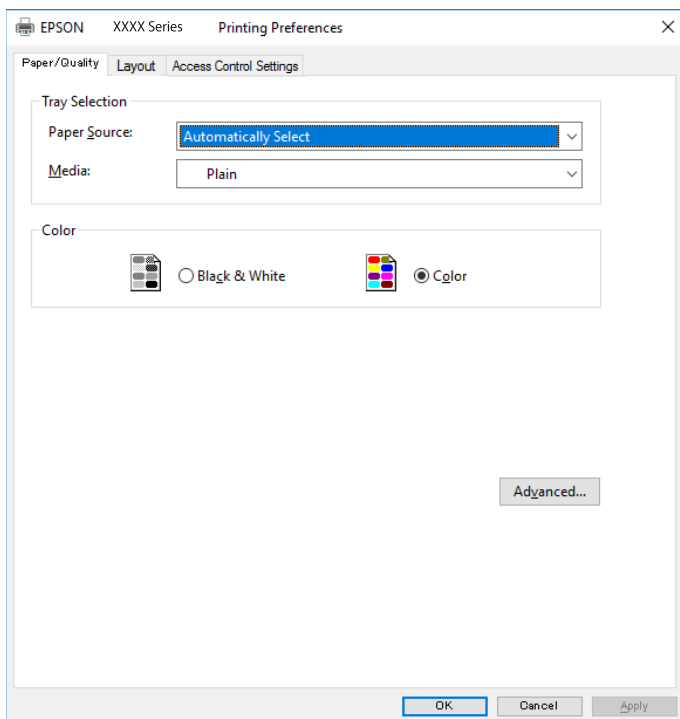 EPSON XXXX Series Printing Preferences
Paper/Quality Layout Access Control Settings
Tray Selection
Paper Source: Automatically Select
Media: Plain
Color
Black & White Color
Advanced...
OK Cancel Apply